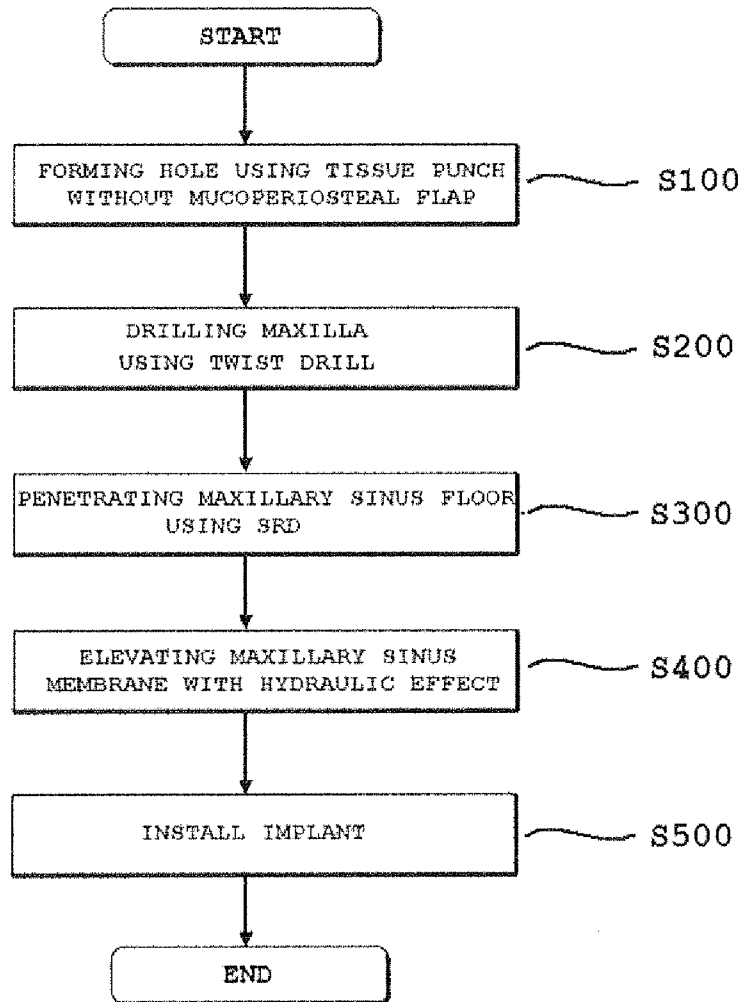 START
FORMING HOLE USING TISSUE PUNCH
WITHOUT MUCOPERIOSTEAL FLAP
S100
DRILLING MAXILLA
USING TWIST DRILL
S200
PENETRATING MAXILLARY SINUS FLOOR
USING SRD
S300
ELEVATING MAXILLARY SINUS
MEMBRANE WITH HYDRAULIC EFFECT
S400
INSTALL IMPLANT
S500
END